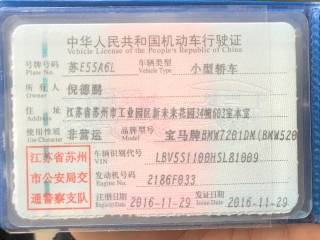 中华人民共和国机动车行驶证
Vehicle License of the People's Republic of China
号牌号码 苏E55A6L 车辆类型 小型轿车
Plate No. Vehicle Type
所有人 倪德鹏
Owner
住址 江苏省苏州市工业园区新未来花园34幢602室本室
Address
使用性质 非营运 品牌型号 宝马牌BMW7201DM(BMW520
Use Character Model
江苏省苏州
市公安局交
通警察支队
车辆识别代号 LBV5S1100HSL81009
VIN
发动机号码 2186F033
Engine No.
注册日期 2016-11-29 发证日期 2016-11-29
Register Date Issue Date